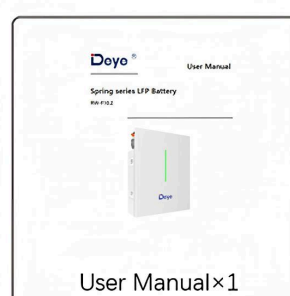 Deye ®
User Manual
Spring series LFP Battery
RW-F10.2
Deye
User Manual×1